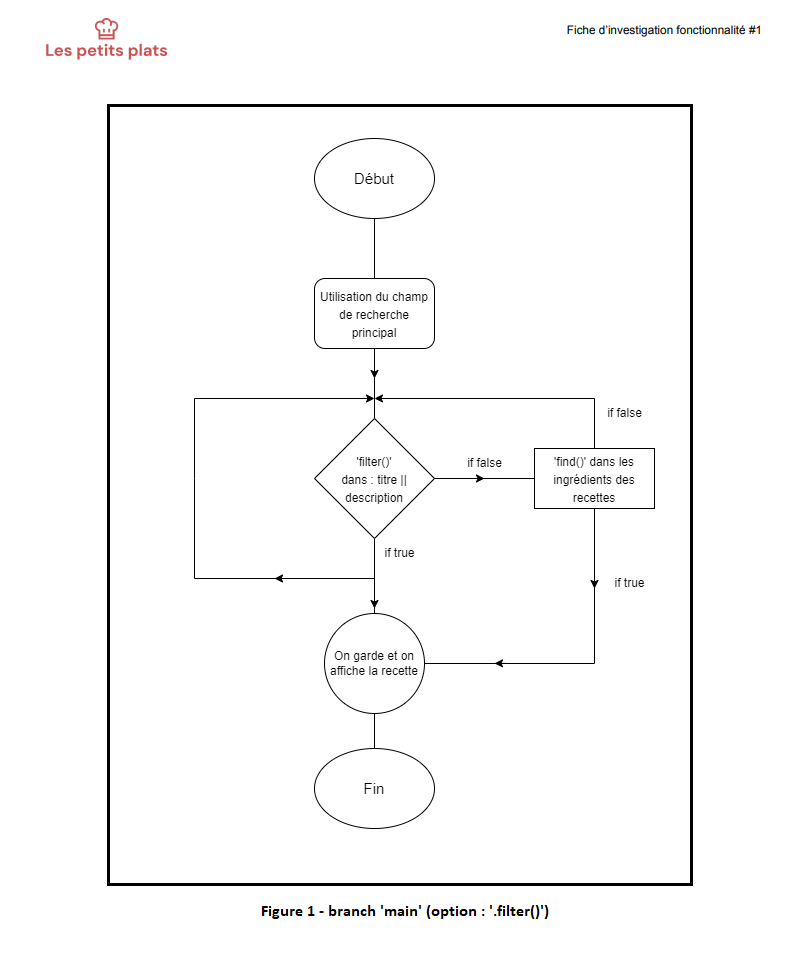 Les petits plats
Fiche d'investigation fonctionnalité #1
Début
Utilisation du champ
de recherche
principal
if false
'filter()'
dans : titre ||
description
if false
'find()' dans les
ingrédients des
recettes
if true
if true
On garde et on
affiche la recette
Fin
Figure 1 - branch 'main' (option : '.filter()')